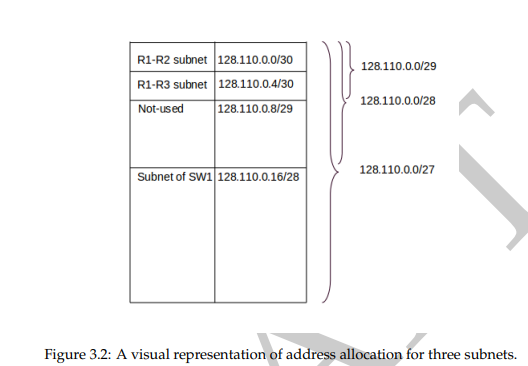 R1-R2 subnet 128.110.0.0/30
R1-R3 subnet 128.110.0.4/30
Not-used 128.110.0.8/29
Subnet of SW1 128.110.0.16/28
128.110.0.0/29
128.110.0.0/28
128.110.0.0/27
Figure 3.2: A visual representation of address allocation for three subnets.